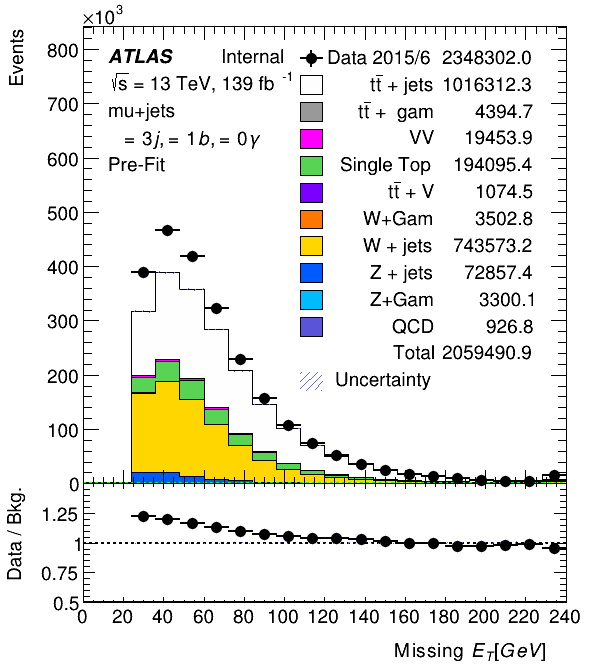 ×10³
Events
800
700
600
500
400
300
200
100
0
ATLAS Internal
√s = 13 TeV, 139 fb⁻¹
mu+jets
= 3j, = 1b, = 0γ
Pre-Fit
Data 2015/6 2348302.0
tt̄ + jets 1016312.3
tt̄ + gam 4394.7
VV 19453.9
Single Top 194095.4
tt̄ + V 1074.5
W+Gam 3502.8
W + jets 743573.2
Z + jets 72857.4
Z+Gam 3300.1
QCD 926.8
Total 2059490.9
Uncertainty
Data / Bkg.
1.25
1
0.75
0.5
0 20 40 60 80 100 120 140 160 180 200 220 240
Missing E_T[GeV]